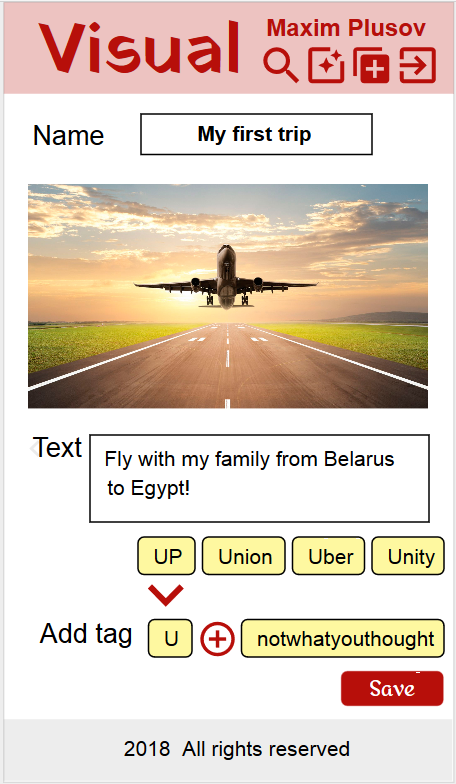 Visual
Maxim Plusov
Name
My first trip
Text
Fly with my family from Belarus
to Egypt!
UP Union Uber Unity
Add tag U notwhatyouthought
Save
2018 All rights reserved